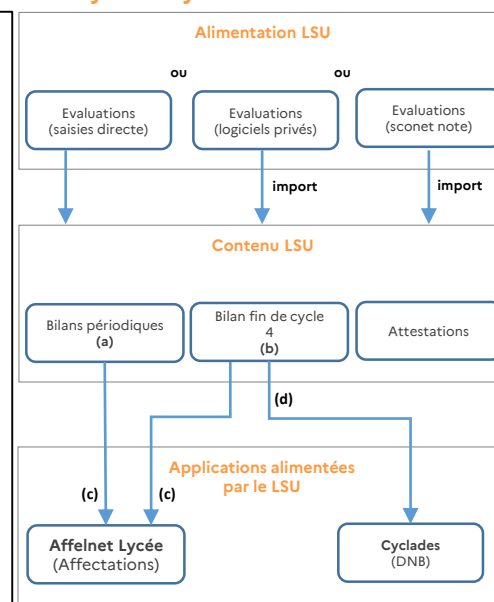 Alimentation LSU
ou
ou
Evaluations
(saisies directe)
Evaluations
(logiciels privés)
Evaluations
(sconet note)
import
import
Contenu LSU
Bilans périodiques
(a)
Bilan fin de cycle
4
(b)
Attestations
(d)
Applications alimentées
par le LSU
(c)
(c)
Affelnet Lycée
(Affectations)
Cyclades
(DNB)